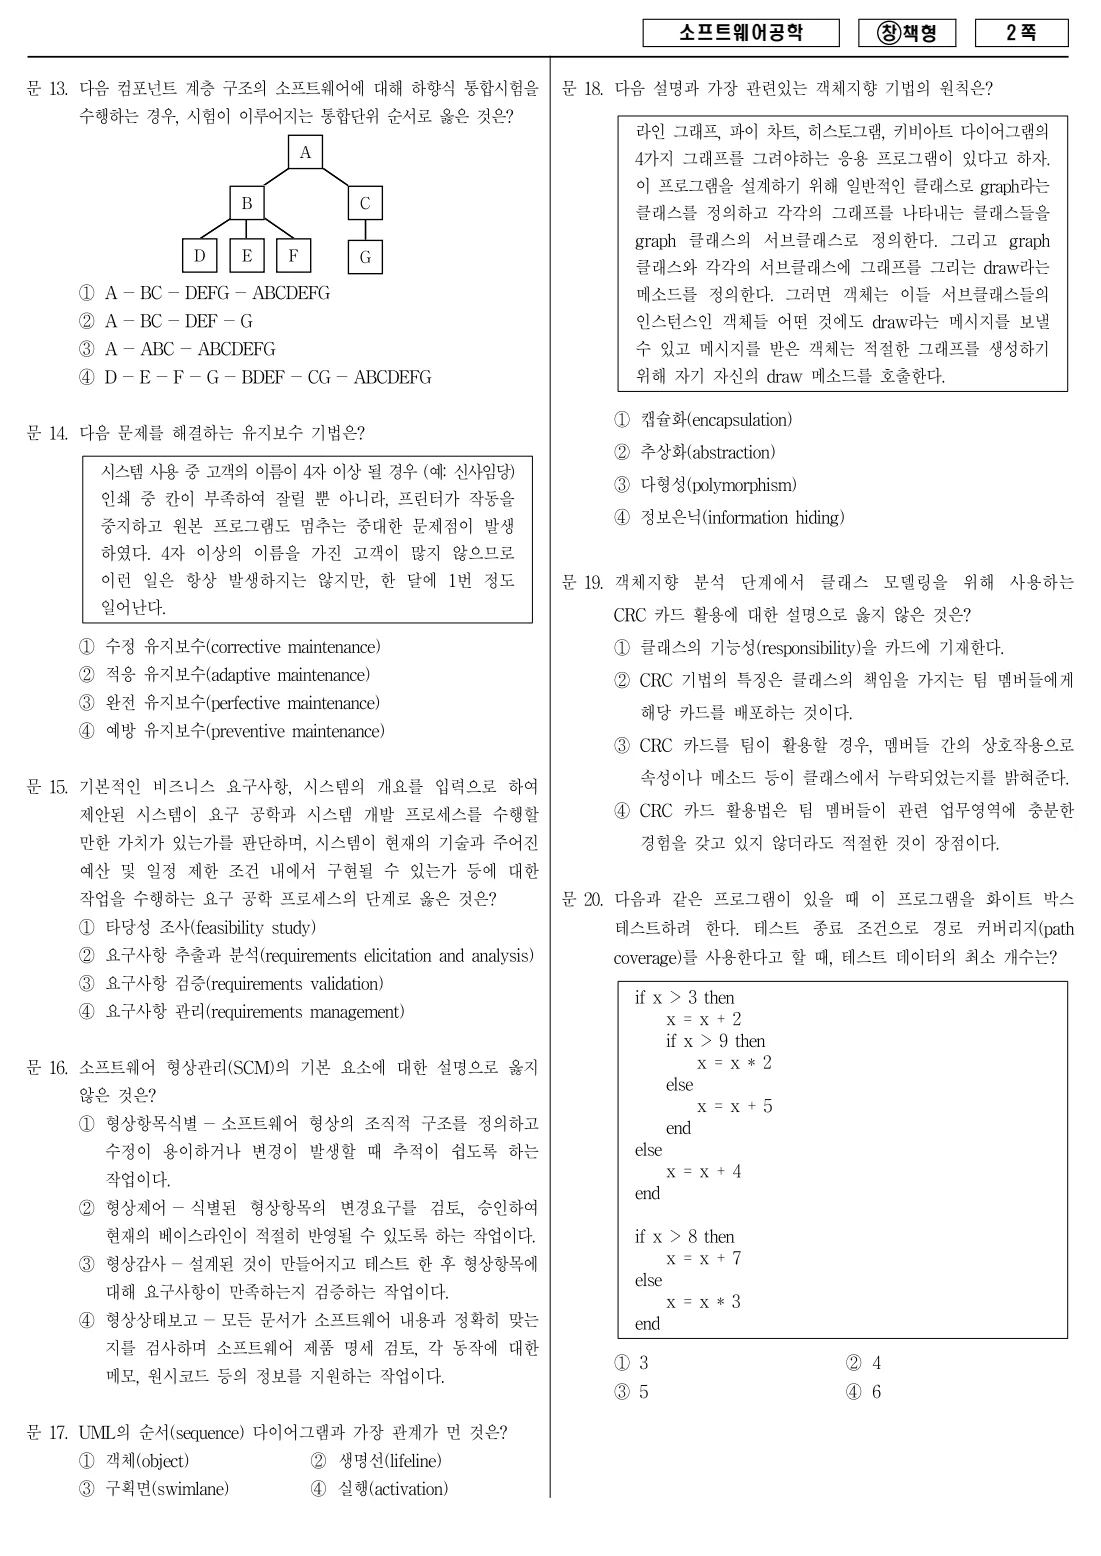 소프트웨어공학
창책형
2 쪽
문 13. 다음 컴포넌트 계층 구조의 소프트웨어에 대해 하향식 통합시험을
수행하는 경우, 시험이 이루어지는 통합단위 순서로 옳은 것은?
A
B C
D E F G
① A - BC - DEFG - ABCDEFG
② A - BC - DEF - G
③ A - ABC - ABCDEFG
④ D - E - F - G - BDEF - CG - ABCDEFG
문 14. 다음 문제를 해결하는 유지보수 기법은?
시스템 사용 중 고객의 이름이 4자 이상 될 경우 (예: 신사임당)
인쇄 중 칸이 부족하여 잘릴 뿐 아니라, 프린터가 작동을
중지하고 원본 프로그램도 멈추는 중대한 문제점이 발생
하였다. 4자 이상의 이름을 가진 고객이 많지 않으므로
이런 일은 항상 발생하지는 않지만, 한 달에 1번 정도
일어난다.
① 수정 유지보수(corrective maintenance)
② 적응 유지보수(adaptive maintenance)
③ 완전 유지보수(perfective maintenance)
④ 예방 유지보수(preventive maintenance)
문 15. 기본적인 비즈니스 요구사항, 시스템의 개요를 입력으로 하여
제안된 시스템이 요구 공학과 시스템 개발 프로세스를 수행할
만한 가치가 있는가를 판단하며, 시스템이 현재의 기술과 주어진
예산 및 일정 제한 조건 내에서 구현될 수 있는가 등에 대한
작업을 수행하는 요구 공학 프로세스의 단계로 옳은 것은?
① 타당성 조사(feasibility study)
② 요구사항 추출과 분석(requirements elicitation and analysis)
③ 요구사항 검증(requirements validation)
④ 요구사항 관리(requirements management)
문 16. 소프트웨어 형상관리(SCM)의 기본 요소에 대한 설명으로 옳지
않은 것은?
① 형상항목식별 - 소프트웨어 형상의 조직적 구조를 정의하고
수정이 용이하거나 변경이 발생할 때 추적이 쉽도록 하는
작업이다.
② 형상제어 - 식별된 형상항목의 변경요구를 검토, 승인하여
현재의 베이스라인이 적절히 반영될 수 있도록 하는 작업이다.
③ 형상감사 - 설계된 것이 만들어지고 테스트 한 후 형상항목에
대해 요구사항이 만족하는지 검증하는 작업이다.
④ 형상상태보고 - 모든 문서가 소프트웨어 내용과 정확히 맞는
지를 검사하며 소프트웨어 제품 명세 검토, 각 동작에 대한
메모, 원시코드 등의 정보를 지원하는 작업이다.
문 17. UML의 순서(sequence) 다이어그램과 가장 관계가 먼 것은?
① 객체(object) ② 생명선(lifeline)
③ 구획면(swimlane) ④ 실행(activation)
문 18. 다음 설명과 가장 관련있는 객체지향 기법의 원칙은?
라인 그래프, 파이 차트, 히스토그램, 키비아트 다이어그램의
4가지 그래프를 그려야하는 응용 프로그램이 있다고 하자.
이 프로그램을 설계하기 위해 일반적인 클래스로 graph라는
클래스를 정의하고 각각의 그래프를 나타내는 클래스들을
graph 클래스의 서브클래스로 정의한다. 그리고 graph
클래스와 각각의 서브클래스에 그래프를 그리는 draw라는
메소드를 정의한다. 그러면 객체는 이들 서브클래스들의
인스턴스인 객체들 어떤 것에도 draw라는 메시지를 보낼
수 있고 메시지를 받은 객체는 적절한 그래프를 생성하기
위해 자기 자신의 draw 메소드를 호출한다.
① 캡슐화(encapsulation)
② 추상화(abstraction)
③ 다형성(polymorphism)
④ 정보은닉(information hiding)
문 19. 객체지향 분석 단계에서 클래스 모델링을 위해 사용하는
CRC 카드 활용에 대한 설명으로 옳지 않은 것은?
① 클래스의 기능성(responsibility)을 카드에 기재한다.
② CRC 기법의 특징은 클래스의 책임을 가지는 팀 멤버들에게
해당 카드를 배포하는 것이다.
③ CRC 카드를 팀이 활용할 경우, 멤버들 간의 상호작용으로
속성이나 메소드 등이 클래스에서 누락되었는지를 밝혀준다.
④ CRC 카드 활용법은 팀 멤버들이 관련 업무영역에 충분한
경험을 갖고 있지 않더라도 적절한 것이 장점이다.
문 20. 다음과 같은 프로그램이 있을 때 이 프로그램을 화이트 박스
테스트하려 한다. 테스트 종료 조건으로 경로 커버리지(path
coverage)를 사용한다고 할 때, 테스트 데이터의 최소 개수는?
if x > 3 then
x = x + 2
if x > 9 then
x = x * 2
else
x = x + 5
end
else
x = x + 4
end
if x > 8 then
x = x + 7
else
x = x * 3
end
① 3 ② 4
③ 5 ④ 6